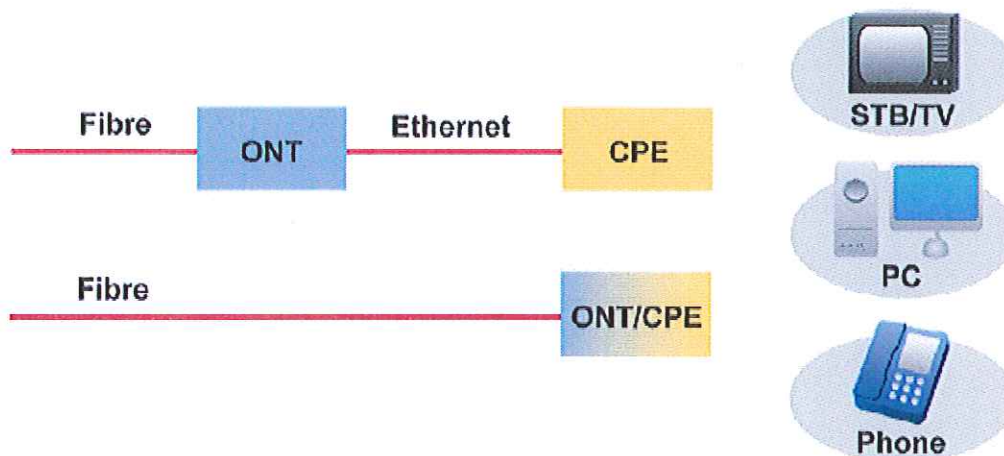 Fibre
ONT
Ethernet
CPE
Fibre
ONT/CPE
STB/TV
PC
Phone